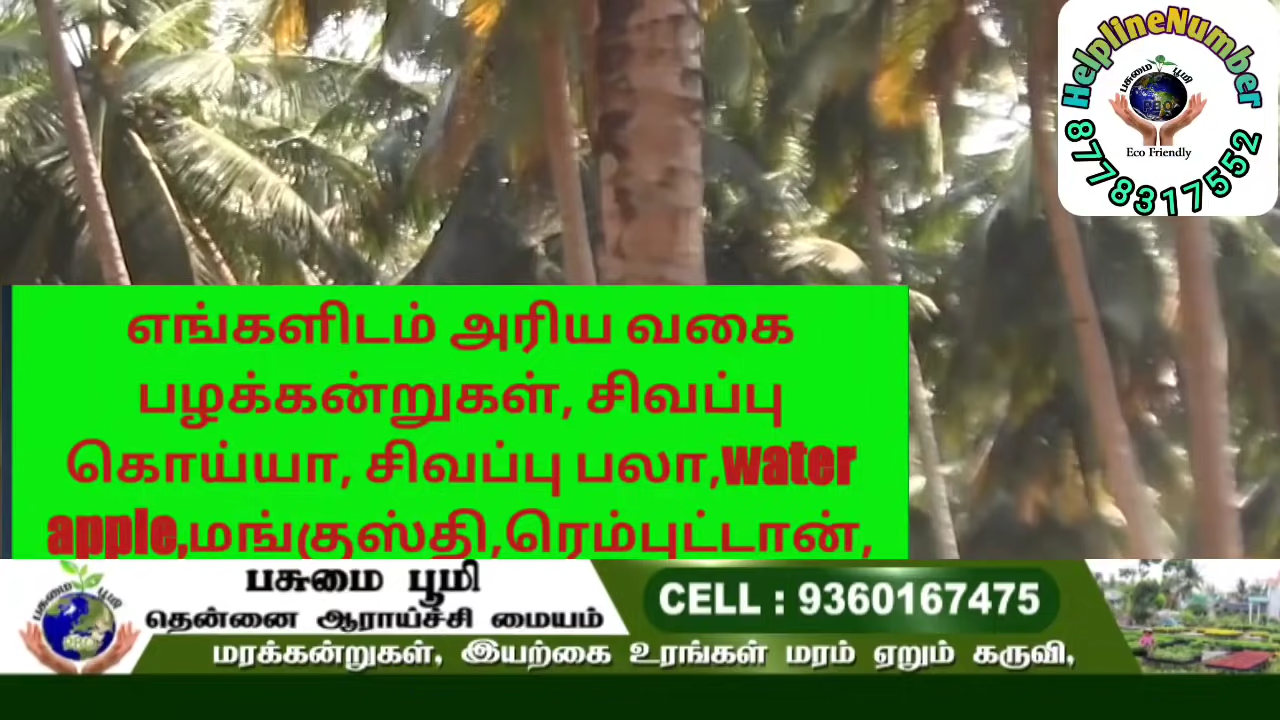 HelplineNumber
பசுமை பூமி
Eco Friendly
8778317552
எங்களிடம் அரிய வகை
பழக்கன்றுகள், சிவப்பு
கொய்யா, சிவப்பு பலா,water
apple,மங்குஸ்தி,ரெம்புட்டான்,
பசுமை பூமி
பசுமை பூமி
தென்னை ஆராய்ச்சி மையம்
CELL : 9360167475
மரக்கன்றுகள், இயற்கை உரங்கள் மரம் ஏறும் கருவி,